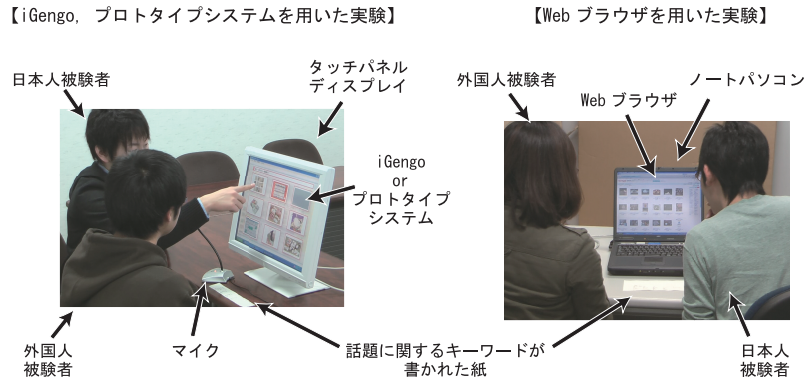 【iGengo, プロトタイプシステムを用いた実験】
【Web ブラウザを用いた実験】
日本人被験者
タッチパネル
ディスプレイ
iGengo
or
プロトタイプ
システム
外国人
被験者
マイク
話題に関するキーワードが
書かれた紙
外国人被験者
Web ブラウザ
ノートパソコン
日本人
被験者